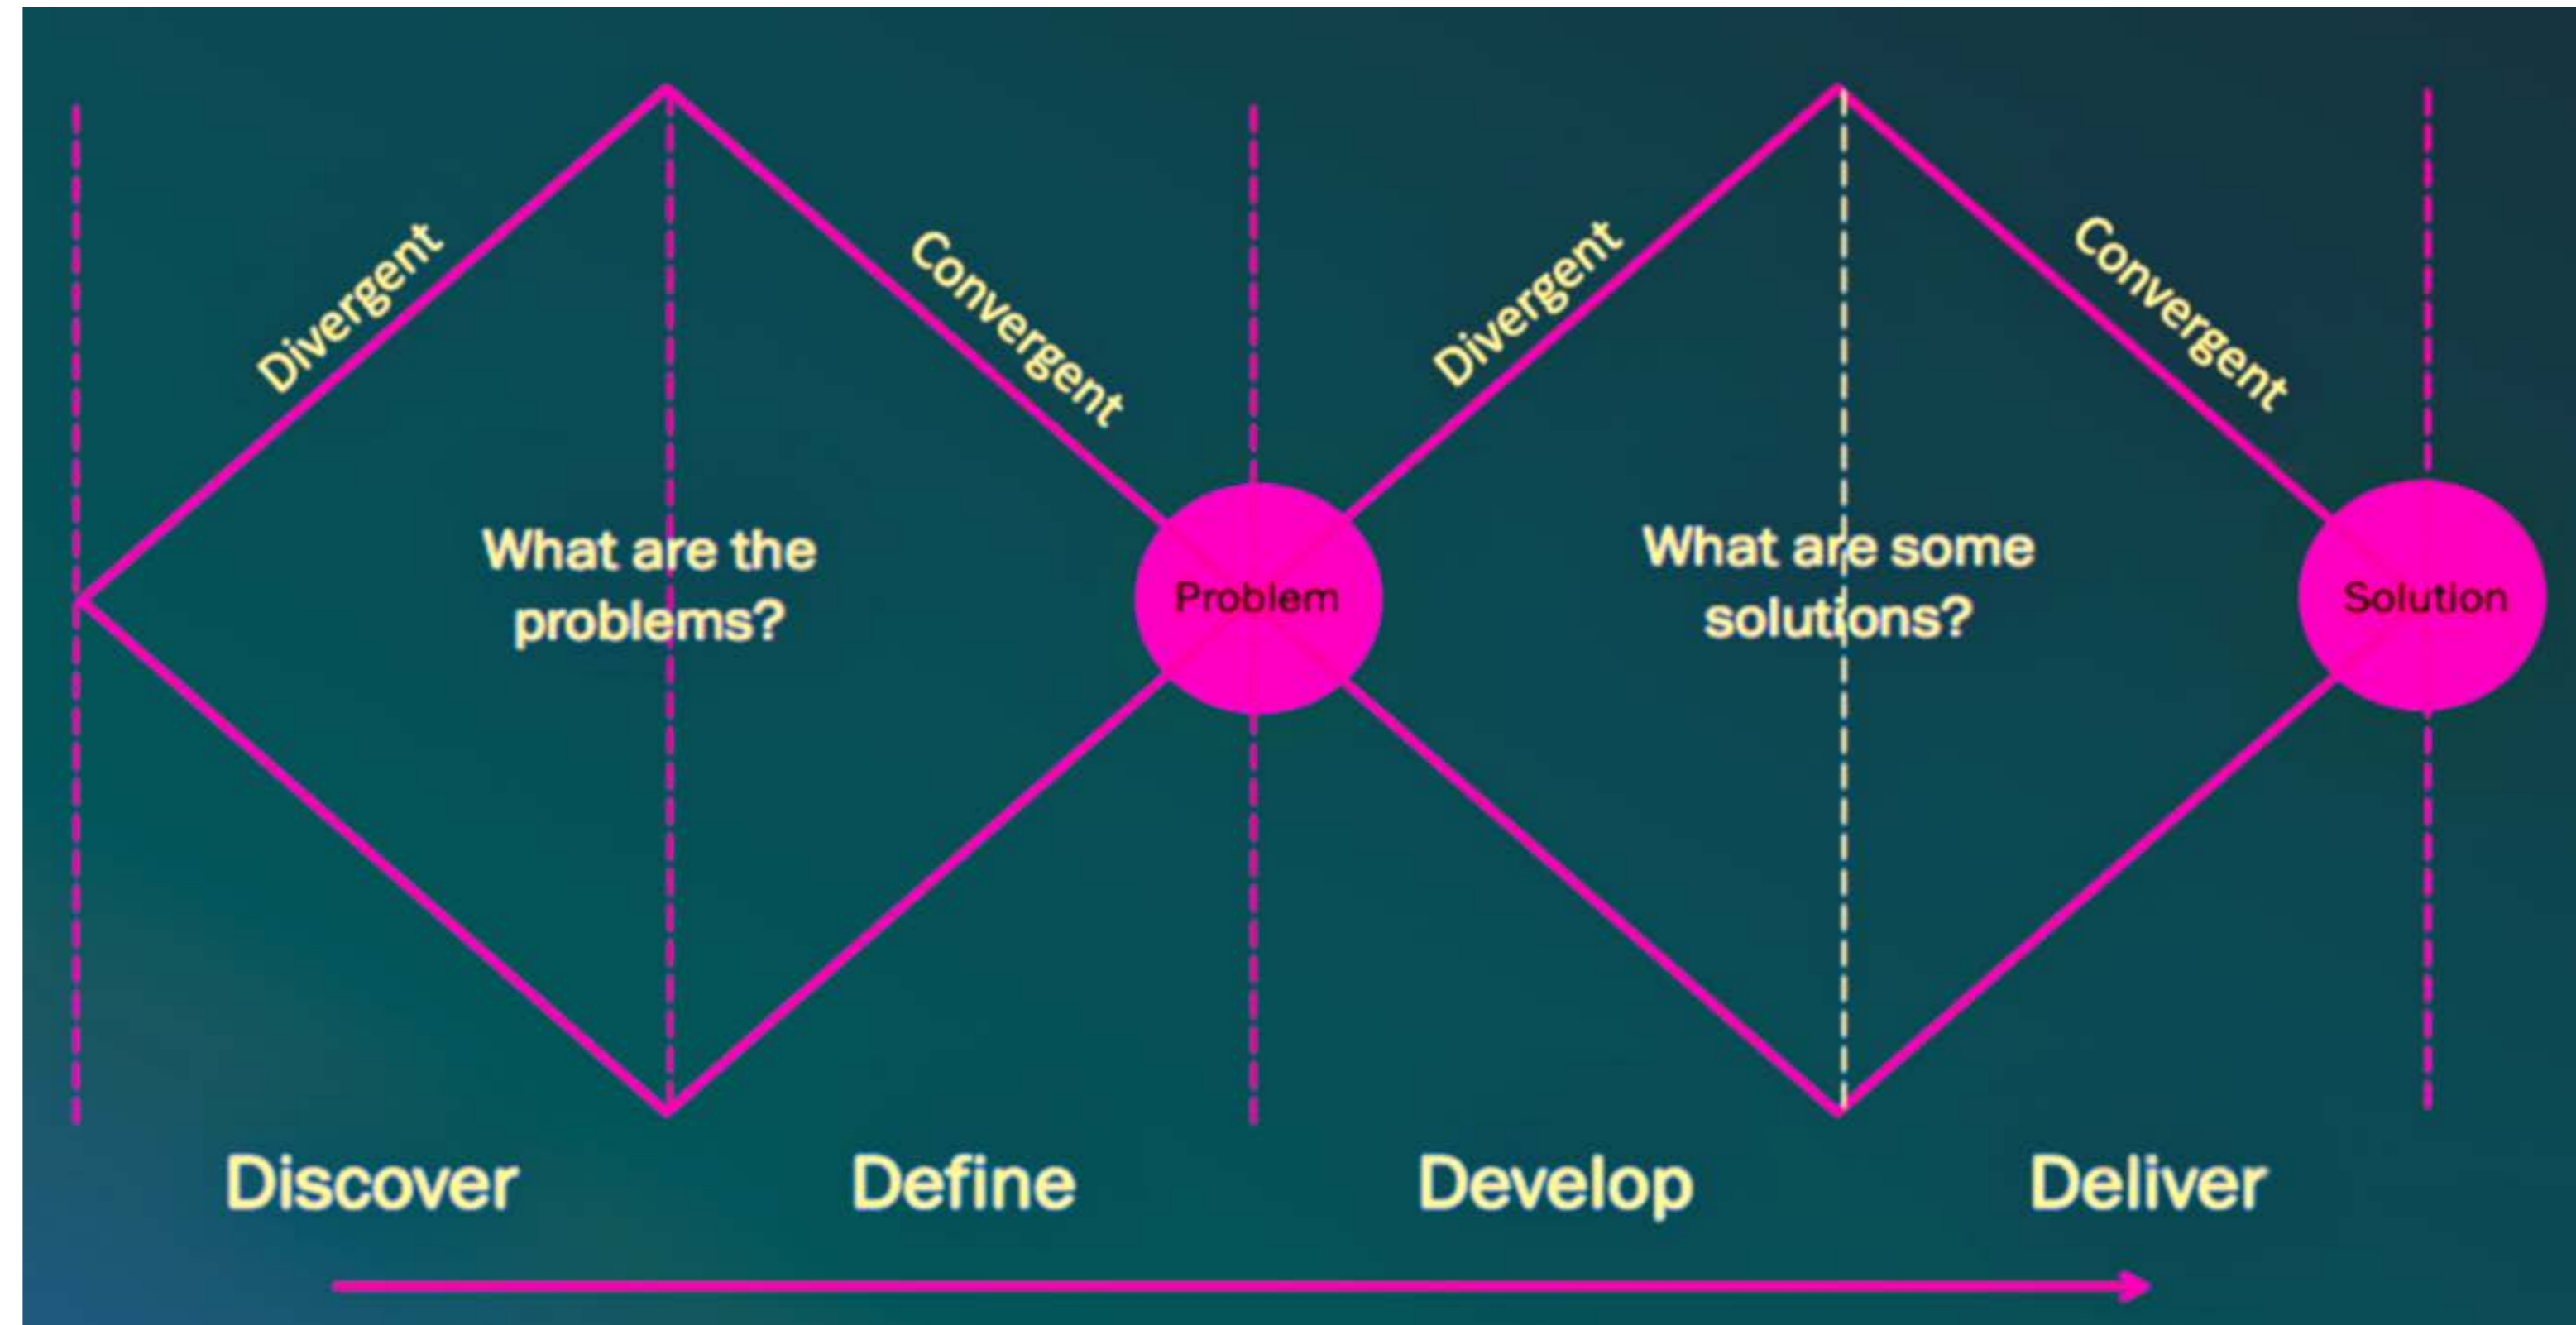 Divergent
Convergent
Divergent
Convergent
What are the
problems?
Problem
What are some
solutions?
Solution
Discover
Define
Develop
Deliver